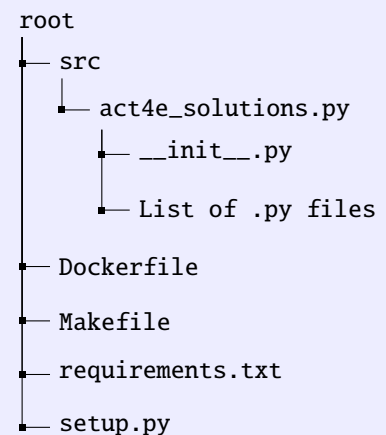 root
src
act4e_solutions.py
__init__.py
List of .py files
Dockerfile
Makefile
requirements.txt
setup.py